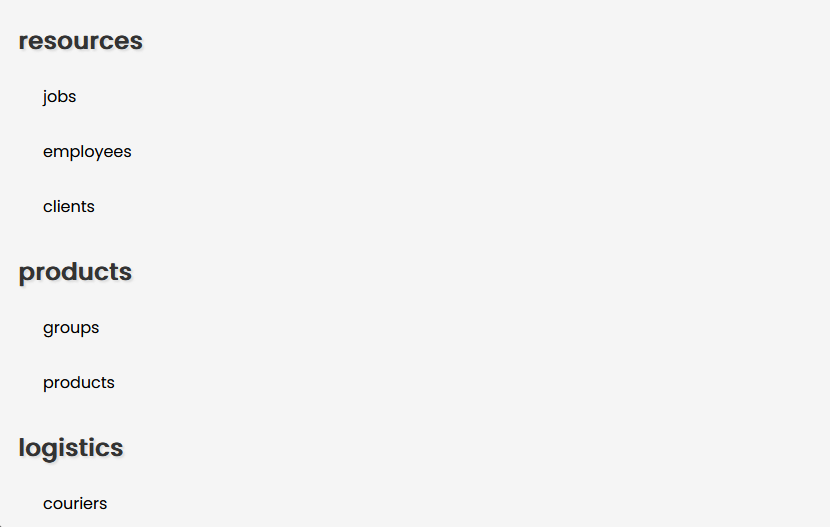 resources
jobs
employees
clients
products
groups
products
logistics
couriers